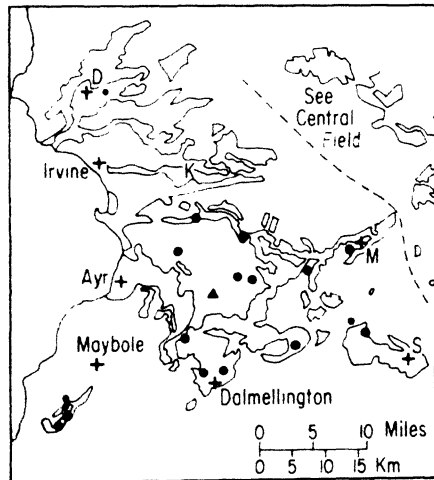 D
See
Central
Field
Irvine
K
M
D
Ayr
Maybole
S
Dalmellington
0 5 10 Miles
0 5 10 15 Km